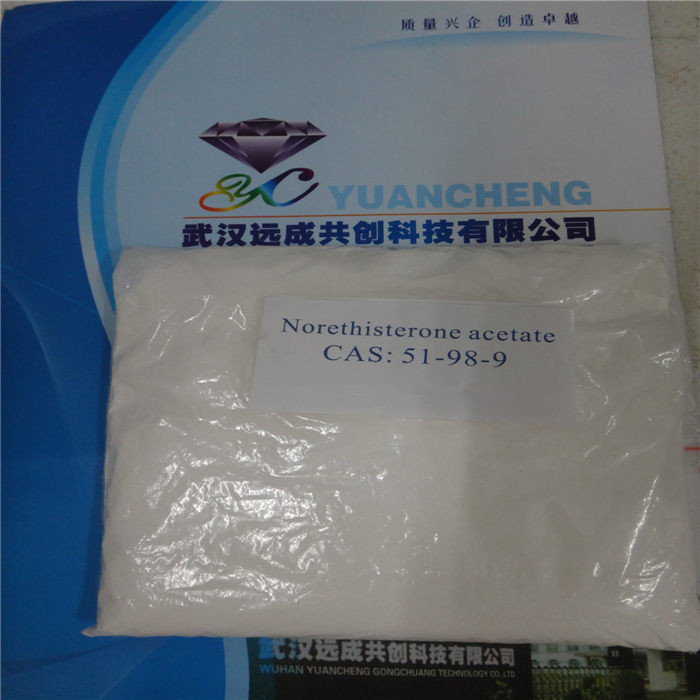 质量兴企 创造卓越
YC YUANCHENG
武汉远成共创科技有限公司
Norethisterone acetate
CAS: 51-98-9
武汉远成共创科技有限公司
WUHAN YUANCHENG GONGCHUANG TECHNOLOGY CO.,LTD